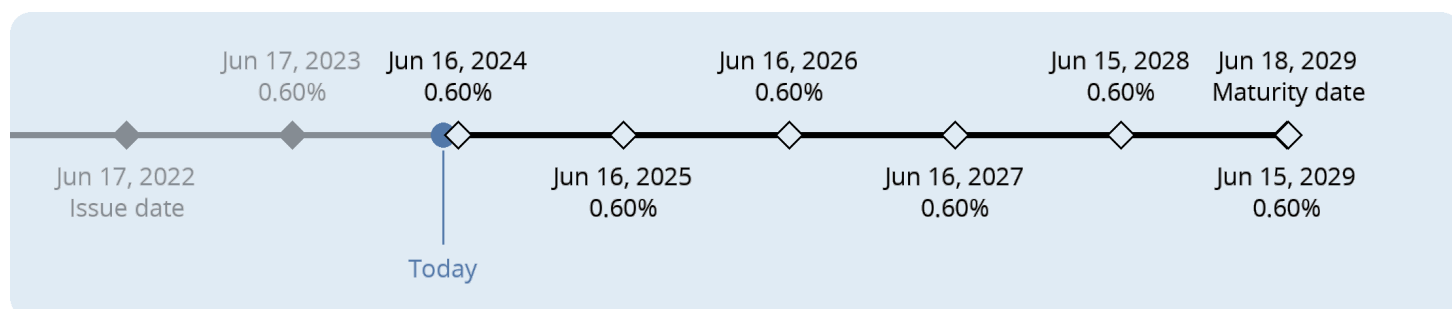 Jun 17, 2023
0.60%
Jun 16, 2024
0.60%
Jun 16, 2026
0.60%
Jun 15, 2028
0.60%
Jun 18, 2029
Maturity date
Jun 17, 2022
Issue date
Jun 16, 2025
0.60%
Jun 16, 2027
0.60%
Jun 15, 2029
0.60%
Today